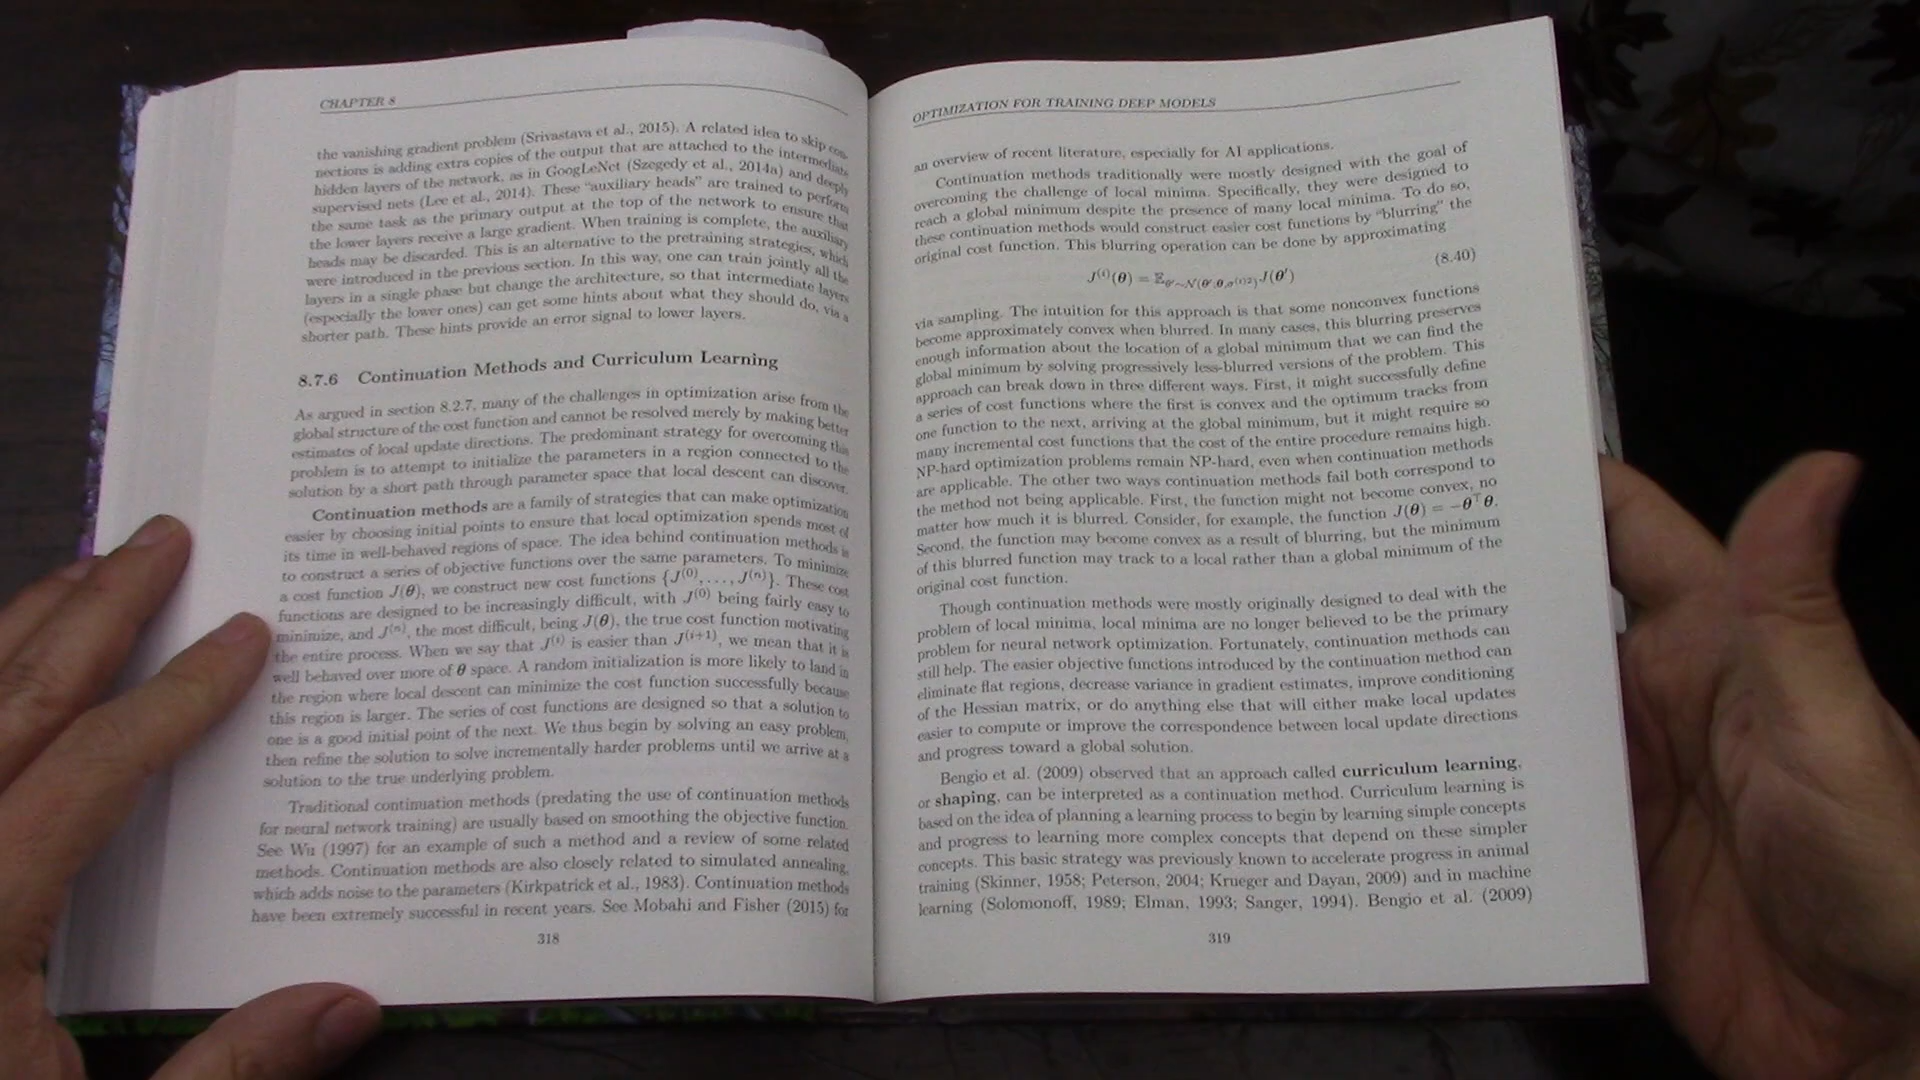 CHAPTER 8
the vanishing gradient problem (Srivastava et al., 2015). A related idea to skip con-
nections is adding extra copies of the output that are attached to the intermediate
hidden layers of the network, as in GoogLeNet (Szegedy et al., 2014a) and deeply
supervised nets (Lee et al., 2014). These "auxiliary heads" are trained to perform
the same task as the primary output at the top of the network to ensure that
the lower layers receive a large gradient. When training is complete, the auxiliary
heads may be discarded. This is an alternative to the pretraining strategies, which
were introduced in the previous section. In this way, one can train jointly all the
layers in a single phase but change the architecture, so that intermediate layers
(especially the lower ones) can get some hints about what they should do, via a
shorter path. These hints provide an error signal to lower layers.
8.7.6 Continuation Methods and Curriculum Learning
As argued in section 8.2.7, many of the challenges in optimization arise from the
global structure of the cost function and cannot be resolved merely by making better
estimates of local update directions. The predominant strategy for overcoming this
problem is to attempt to initialize the parameters in a region connected to the
solution by a short path through parameter space that local descent can discover.
Continuation methods are a family of strategies that can make optimization
easier by choosing initial points to ensure that local optimization spends most of
its time in well-behaved regions of space. The idea behind continuation methods is
to construct a series of objective functions over the same parameters. To minimize
a cost function J(θ), we construct new cost functions {J⁽⁰⁾, . . . , J⁽ⁿ⁾}. These cost
functions are designed to be increasingly difficult, with J⁽⁰⁾ being fairly easy to
minimize, and J⁽ⁿ⁾, the most difficult, being J(θ), the true cost function motivating
the entire process. When we say that J⁽ⁱ⁾ is easier than J⁽ⁱ⁺¹⁾, we mean that it is
well behaved over more of θ space. A random initialization is more likely to land in
the region where local descent can minimize the cost function successfully because
this region is larger. The series of cost functions are designed so that a solution to
one is a good initial point of the next. We thus begin by solving an easy problem,
then refine the solution to solve incrementally harder problems until we arrive at a
solution to the true underlying problem.
Traditional continuation methods (predating the use of continuation methods
for neural network training) are usually based on smoothing the objective function.
See Wu (1997) for an example of such a method and a review of some related
methods. Continuation methods are also closely related to simulated annealing,
which adds noise to the parameters (Kirkpatrick et al., 1983). Continuation methods
have been extremely successful in recent years. See Mobahi and Fisher (2015) for
318
OPTIMIZATION FOR TRAINING DEEP MODELS
an overview of recent literature, especially for AI applications.
Continuation methods traditionally were mostly designed with the goal of
overcoming the challenge of local minima. Specifically, they were designed to
reach a global minimum despite the presence of many local minima. To do so,
these continuation methods would construct easier cost functions by "blurring" the
original cost function. This blurring operation can be done by approximating
J⁽ⁱ⁾(θ) = 𝔼_{θ′∼N(θ′;θ,σ⁽ⁱ⁾²)} J(θ′) (8.40)
via sampling. The intuition for this approach is that some nonconvex functions
become approximately convex when blurred. In many cases, this blurring preserves
enough information about the location of a global minimum that we can find the
global minimum by solving progressively less-blurred versions of the problem. This
approach can break down in three different ways. First, it might successfully define
a series of cost functions where the first is convex and the optimum tracks from
one function to the next, arriving at the global minimum, but it might require so
many incremental cost functions that the cost of the entire procedure remains high.
NP-hard optimization problems remain NP-hard, even when continuation methods
are applicable. The other two ways continuation methods fail both correspond to
the method not being applicable. First, the function might not become convex, no
matter how much it is blurred. Consider, for example, the function J(θ) = −θ⊤θ.
Second, the function may become convex as a result of blurring, but the minimum
of this blurred function may track to a local rather than a global minimum of the
original cost function.
Though continuation methods were mostly originally designed to deal with the
problem of local minima, local minima are no longer believed to be the primary
problem for neural network optimization. Fortunately, continuation methods can
still help. The easier objective functions introduced by the continuation method can
eliminate flat regions, decrease variance in gradient estimates, improve conditioning
of the Hessian matrix, or do anything else that will either make local updates
easier to compute or improve the correspondence between local update directions
and progress toward a global solution.
Bengio et al. (2009) observed that an approach called curriculum learning,
or shaping, can be interpreted as a continuation method. Curriculum learning is
based on the idea of planning a learning process to begin by learning simple concepts
and progress to learning more complex concepts that depend on these simpler
concepts. This basic strategy was previously known to accelerate progress in animal
training (Skinner, 1958; Peterson, 2004; Krueger and Dayan, 2009) and in machine
learning (Solomonoff, 1989; Elman, 1993; Sanger, 1994). Bengio et al. (2009)
319